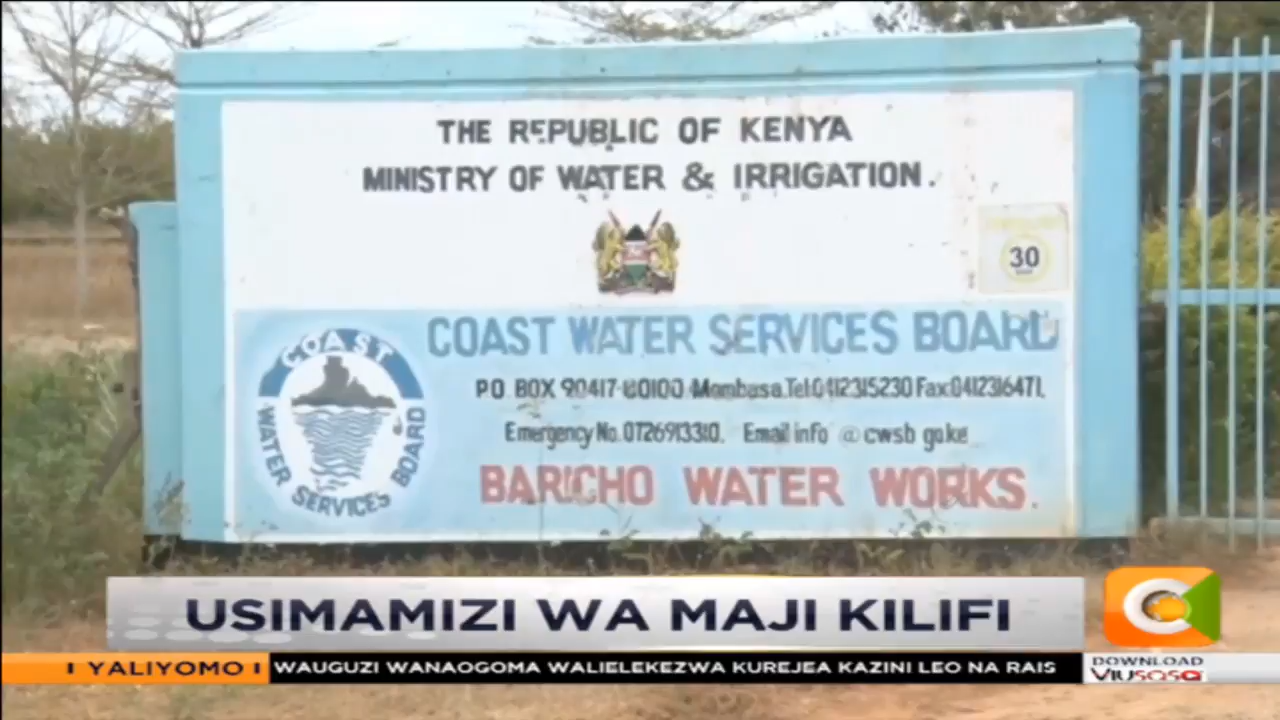 THE REPUBLIC OF KENYA
MINISTRY OF WATER & IRRIGATION.
30
COAST WATER SERVICES BOARD
PO BOX 90417-80100 Mombasa Tel 0412315230 Fax 0412316471,
Emergency No. 0726913310. Email info @ cwsb go.ke
BARICHO WATER WORKS.
COAST
WATER SERVICES BOARD
USIMAMIZI WA MAJI KILIFI
YALIYOMO
WAUGUZI WANAOGOMA WALIELEKEZWA KUREJEA KAZINI LEO NA RAIS
DOWNLOAD
VIUSASA